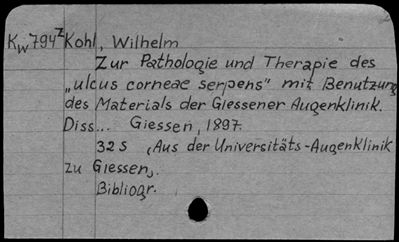 Kw794z Kohl, Wilhelm
Zur Pathologie und Therapie des
„ulcus corneae serpens" mit Benutzung
des Materials der Giessener Augenklinik.
Diss... Giessen, 1897.
32 S (Aus der Universitäts-Augenklinik
zu Giessen).
Bibliogr.